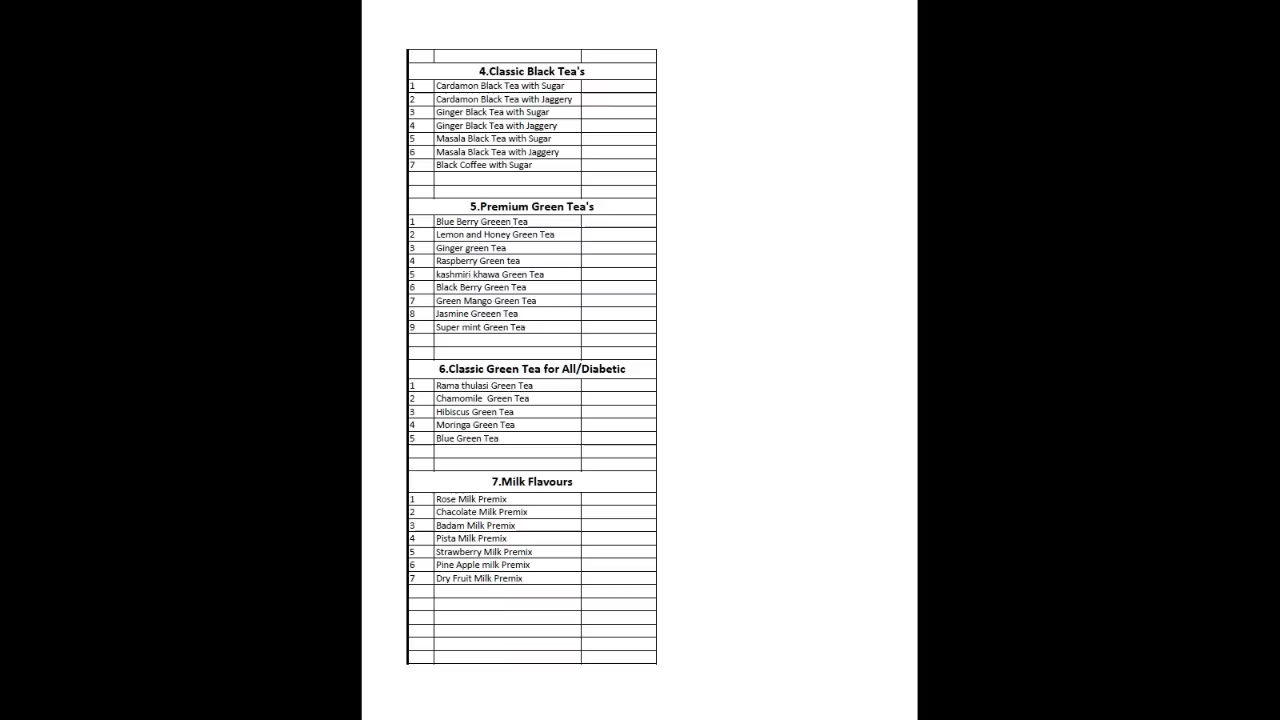 4.Classic Black Tea's
1 Cardamon Black Tea with Sugar
2 Cardamon Black Tea with Jaggery
3 Ginger Black Tea with Sugar
4 Ginger Black Tea with Jaggery
5 Masala Black Tea with Sugar
6 Masala Black Tea with Jaggery
7 Black Coffee with Sugar
5.Premium Green Tea's
1 Blue Berry Greeen Tea
2 Lemon and Honey Green Tea
3 Ginger green Tea
4 Raspberry Green tea
5 kashmiri khawa Green Tea
6 Black Berry Green Tea
7 Green Mango Green Tea
8 Jasmine Greeen Tea
9 Super mint Green Tea
6.Classic Green Tea for All/Diabetic
1 Rama thulasi Green Tea
2 Chamomile  Green Tea
3 Hibiscus Green Tea
4 Moringa Green Tea
5 Blue Green Tea
7.Milk Flavours
1 Rose Milk Premix
2 Chacolate Milk Premix
3 Badam Milk Premix
4 Pista Milk Premix
5 Strawberry Milk Premix
6 Pine Apple milk Premix
7 Dry Fruit Milk Premix